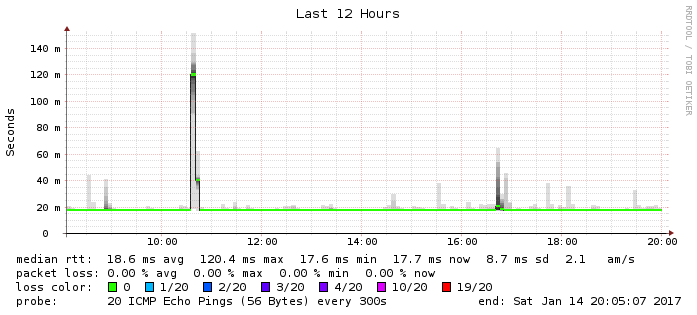 Last 12 Hours
RRDTOOL / TOBI OETIKER
Seconds
140 m
120 m
100 m
80 m
60 m
40 m
20 m
0
10:00 12:00 14:00 16:00 18:00 20:00
median rtt: 18.6 ms avg 120.4 ms max 17.6 ms min 17.7 ms now 8.7 ms sd 2.1 am/s
packet loss: 0.00 % avg 0.00 % max 0.00 % min 0.00 % now
loss color: 0 1/20 2/20 3/20 4/20 10/20 19/20
probe: 20 ICMP Echo Pings (56 Bytes) every 300s end: Sat Jan 14 20:05:07 2017